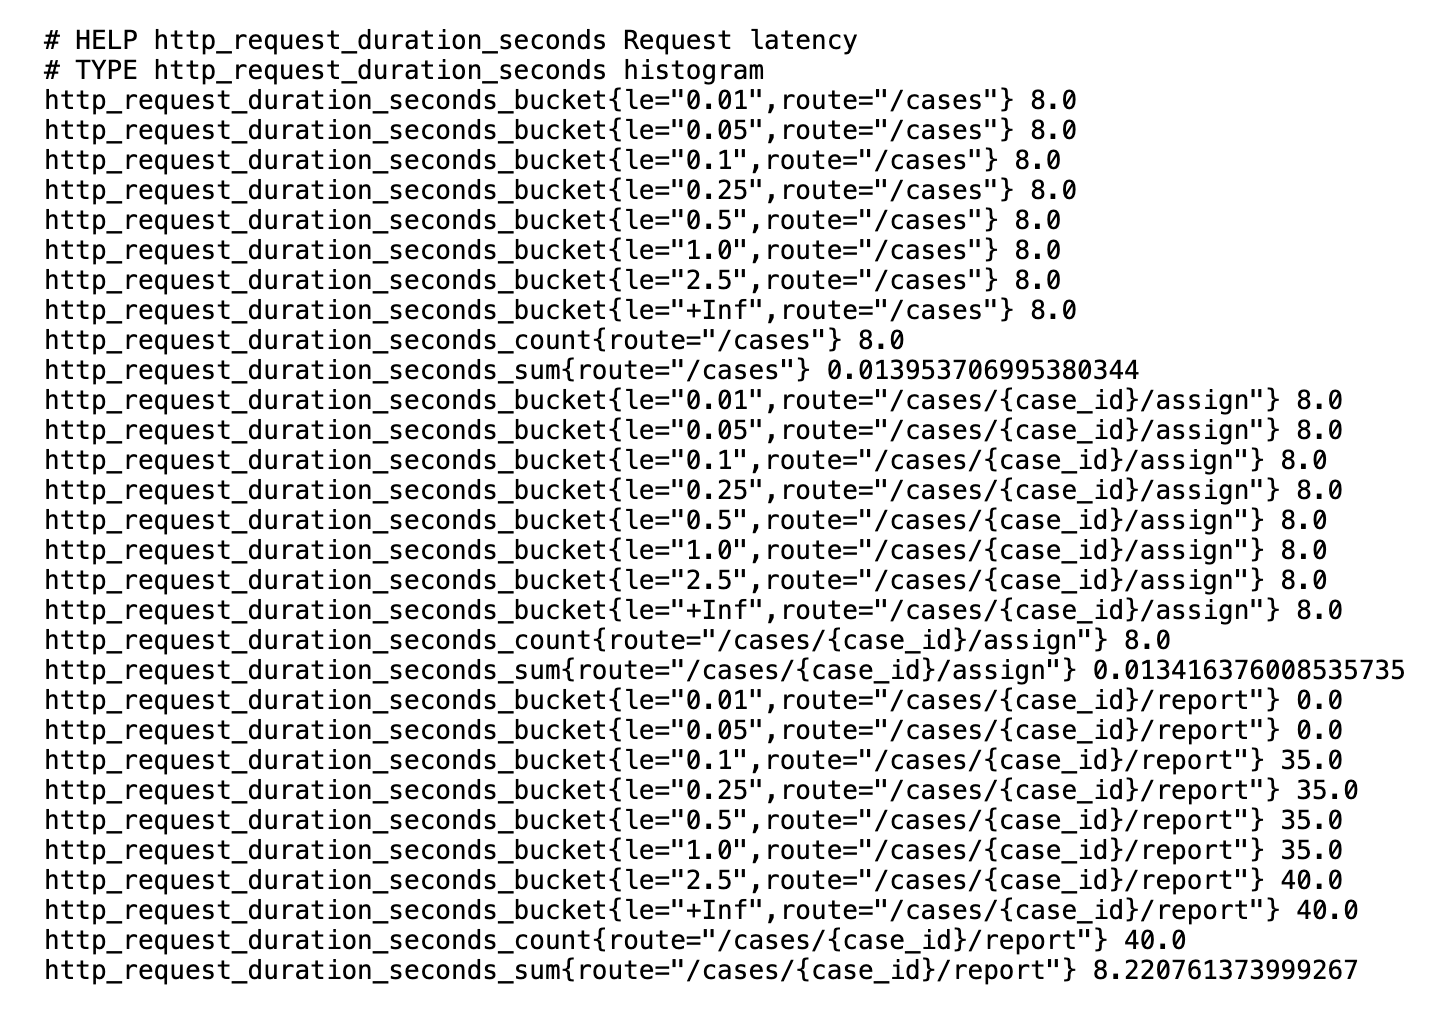 # HELP http_request_duration_seconds Request latency
# TYPE http_request_duration_seconds histogram
http_request_duration_seconds_bucket{le="0.01",route="/cases"} 8.0
http_request_duration_seconds_bucket{le="0.05",route="/cases"} 8.0
http_request_duration_seconds_bucket{le="0.1",route="/cases"} 8.0
http_request_duration_seconds_bucket{le="0.25",route="/cases"} 8.0
http_request_duration_seconds_bucket{le="0.5",route="/cases"} 8.0
http_request_duration_seconds_bucket{le="1.0",route="/cases"} 8.0
http_request_duration_seconds_bucket{le="2.5",route="/cases"} 8.0
http_request_duration_seconds_bucket{le="+Inf",route="/cases"} 8.0
http_request_duration_seconds_count{route="/cases"} 8.0
http_request_duration_seconds_sum{route="/cases"} 0.013953706995380344
http_request_duration_seconds_bucket{le="0.01",route="/cases/{case_id}/assign"} 8.0
http_request_duration_seconds_bucket{le="0.05",route="/cases/{case_id}/assign"} 8.0
http_request_duration_seconds_bucket{le="0.1",route="/cases/{case_id}/assign"} 8.0
http_request_duration_seconds_bucket{le="0.25",route="/cases/{case_id}/assign"} 8.0
http_request_duration_seconds_bucket{le="0.5",route="/cases/{case_id}/assign"} 8.0
http_request_duration_seconds_bucket{le="1.0",route="/cases/{case_id}/assign"} 8.0
http_request_duration_seconds_bucket{le="2.5",route="/cases/{case_id}/assign"} 8.0
http_request_duration_seconds_bucket{le="+Inf",route="/cases/{case_id}/assign"} 8.0
http_request_duration_seconds_count{route="/cases/{case_id}/assign"} 8.0
http_request_duration_seconds_sum{route="/cases/{case_id}/assign"} 0.013416376008535735
http_request_duration_seconds_bucket{le="0.01",route="/cases/{case_id}/report"} 0.0
http_request_duration_seconds_bucket{le="0.05",route="/cases/{case_id}/report"} 0.0
http_request_duration_seconds_bucket{le="0.1",route="/cases/{case_id}/report"} 35.0
http_request_duration_seconds_bucket{le="0.25",route="/cases/{case_id}/report"} 35.0
http_request_duration_seconds_bucket{le="0.5",route="/cases/{case_id}/report"} 35.0
http_request_duration_seconds_bucket{le="1.0",route="/cases/{case_id}/report"} 35.0
http_request_duration_seconds_bucket{le="2.5",route="/cases/{case_id}/report"} 40.0
http_request_duration_seconds_bucket{le="+Inf",route="/cases/{case_id}/report"} 40.0
http_request_duration_seconds_count{route="/cases/{case_id}/report"} 40.0
http_request_duration_seconds_sum{route="/cases/{case_id}/report"} 8.220761373999267